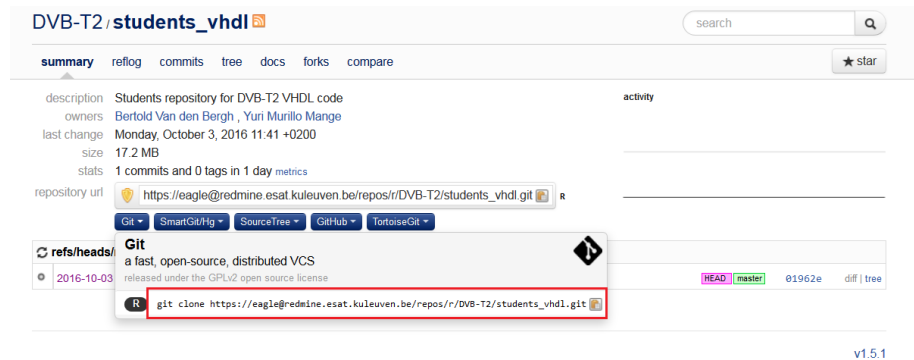 DVB-T2 / students_vhdl
search
summary reflog commits tree docs forks compare
★ star
description Students repository for DVB-T2 VHDL code
activity
owners Bertold Van den Bergh , Yuri Murillo Mange
last change Monday, October 3, 2016 11:41 +0200
size 17.2 MB
stats 1 commits and 0 tags in 1 day metrics
repository url https://eagle@redmine.esat.kuleuven.be/repos/r/DVB-T2/students_vhdl.git R
Git SmartGit/Hg SourceTree GitHub TortoiseGit
Git
a fast, open-source, distributed VCS
released under the GPLv2 open source license
R git clone https://eagle@redmine.esat.kuleuven.be/repos/r/DVB-T2/students_vhdl.git
refs/heads/
2016-10-03 HEAD master 01962e diff | tree
v1.5.1